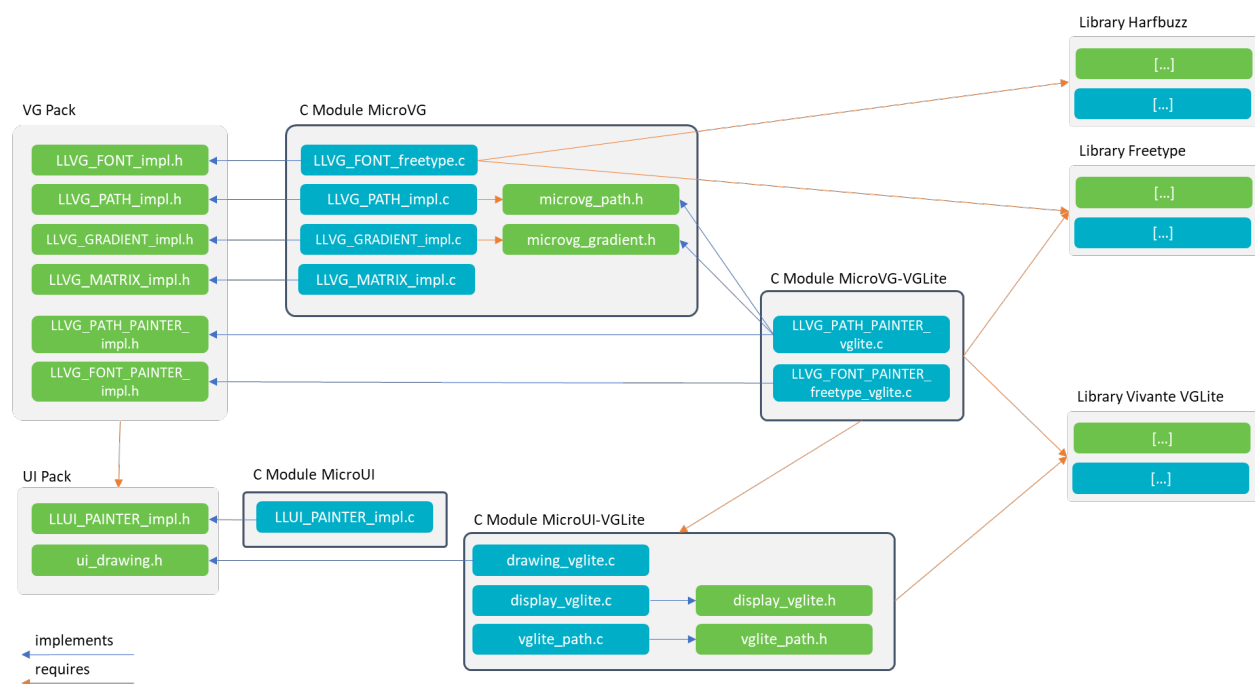 Library Harfbuzz
[...]
[...]
VG Pack
C Module MicroVG
LLVG_FONT_impl.h
LLVG_FONT_freetype.c
Library Freetype
LLVG_PATH_impl.h
LLVG_PATH_impl.c
microvg_path.h
[...]
LLVG_GRADIENT_impl.h
LLVG_GRADIENT_impl.c
microvg_gradient.h
[...]
LLVG_MATRIX_impl.h
LLVG_MATRIX_impl.c
C Module MicroVG-VGLite
LLVG_PATH_PAINTER_
impl.h
LLVG_PATH_PAINTER_
vglite.c
LLVG_FONT_PAINTER_
impl.h
LLVG_FONT_PAINTER_
freetype_vglite.c
Library Vivante VGLite
[...]
[...]
UI Pack
C Module MicroUI
LLUI_PAINTER_impl.h
LLUI_PAINTER_impl.c
C Module MicroUI-VGLite
ui_drawing.h
drawing_vglite.c
display_vglite.c
display_vglite.h
vglite_path.c
vglite_path.h
implements
requires